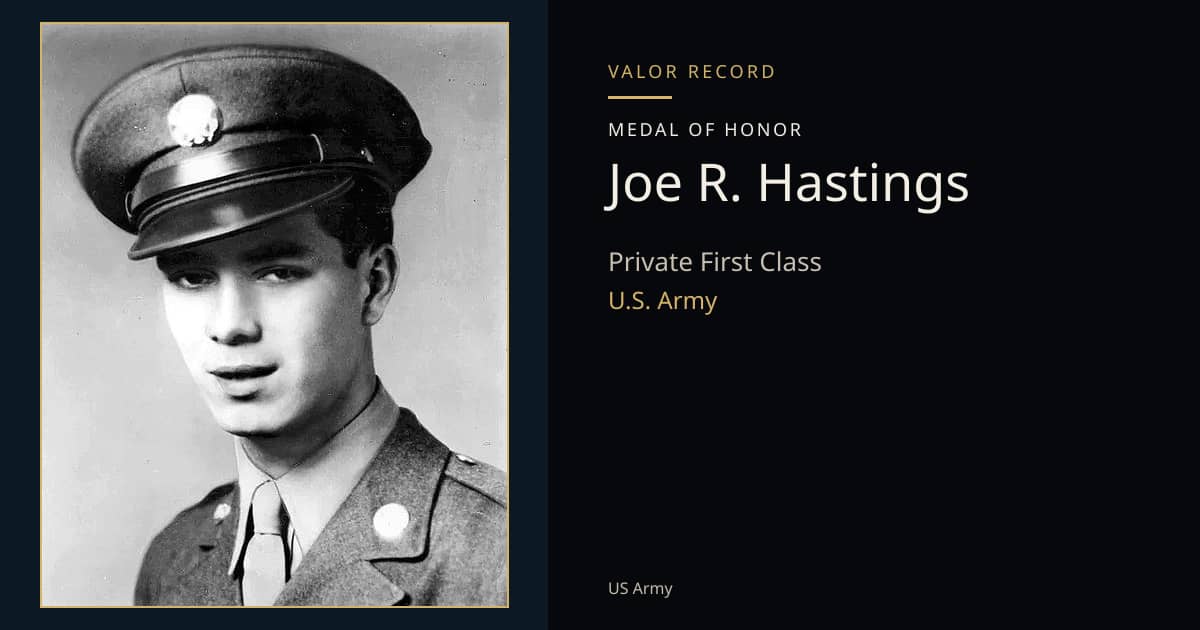 VALOR RECORD
MEDAL OF HONOR
Joe R. Hastings
Private First Class
U.S. Army
US Army